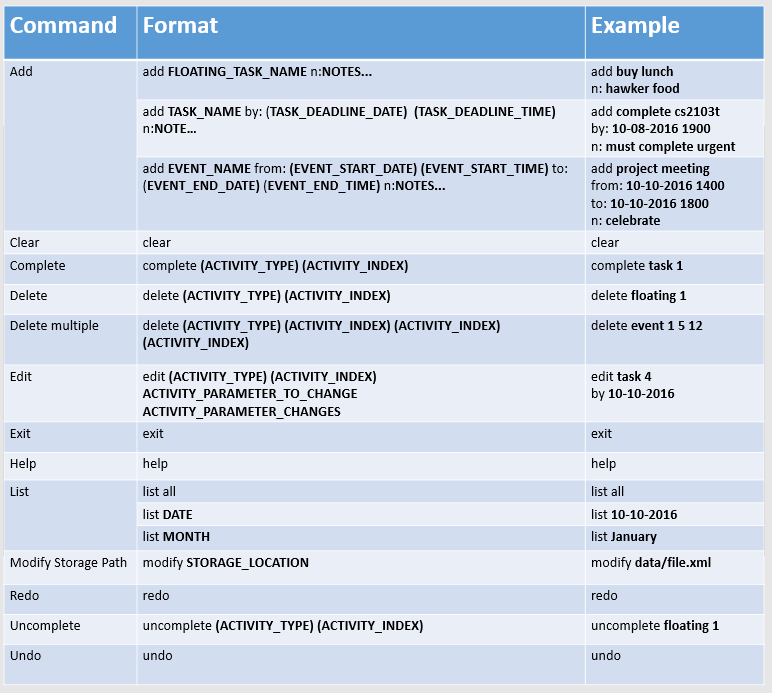 Command Format Example
Add add FLOATING_TASK_NAME n:NOTES... add buy lunch
n: hawker food
add TASK_NAME by: (TASK_DEADLINE_DATE) (TASK_DEADLINE_TIME) add complete cs2103t
n:NOTE... by: 10-08-2016 1900
n: must complete urgent
add EVENT_NAME from: (EVENT_START_DATE) (EVENT_START_TIME) to: add project meeting
(EVENT_END_DATE) (EVENT_END_TIME) n:NOTES... from: 10-10-2016 1400
to: 10-10-2016 1800
n: celebrate
Clear clear clear
Complete complete (ACTIVITY_TYPE) (ACTIVITY_INDEX) complete task 1
Delete delete (ACTIVITY_TYPE) (ACTIVITY_INDEX) delete floating 1
Delete multiple delete (ACTIVITY_TYPE) (ACTIVITY_INDEX) (ACTIVITY_INDEX) delete event 1 5 12
(ACTIVITY_INDEX)
Edit edit (ACTIVITY_TYPE) (ACTIVITY_INDEX) edit task 4
ACTIVITY_PARAMETER_TO_CHANGE by 10-10-2016
ACTIVITY_PARAMETER_CHANGES
Exit exit exit
Help help help
List list all list all
list DATE list 10-10-2016
list MONTH list January
Modify Storage Path modify STORAGE_LOCATION modify data/file.xml
Redo redo redo
Uncomplete uncomplete (ACTIVITY_TYPE) (ACTIVITY_INDEX) uncomplete floating 1
Undo undo undo